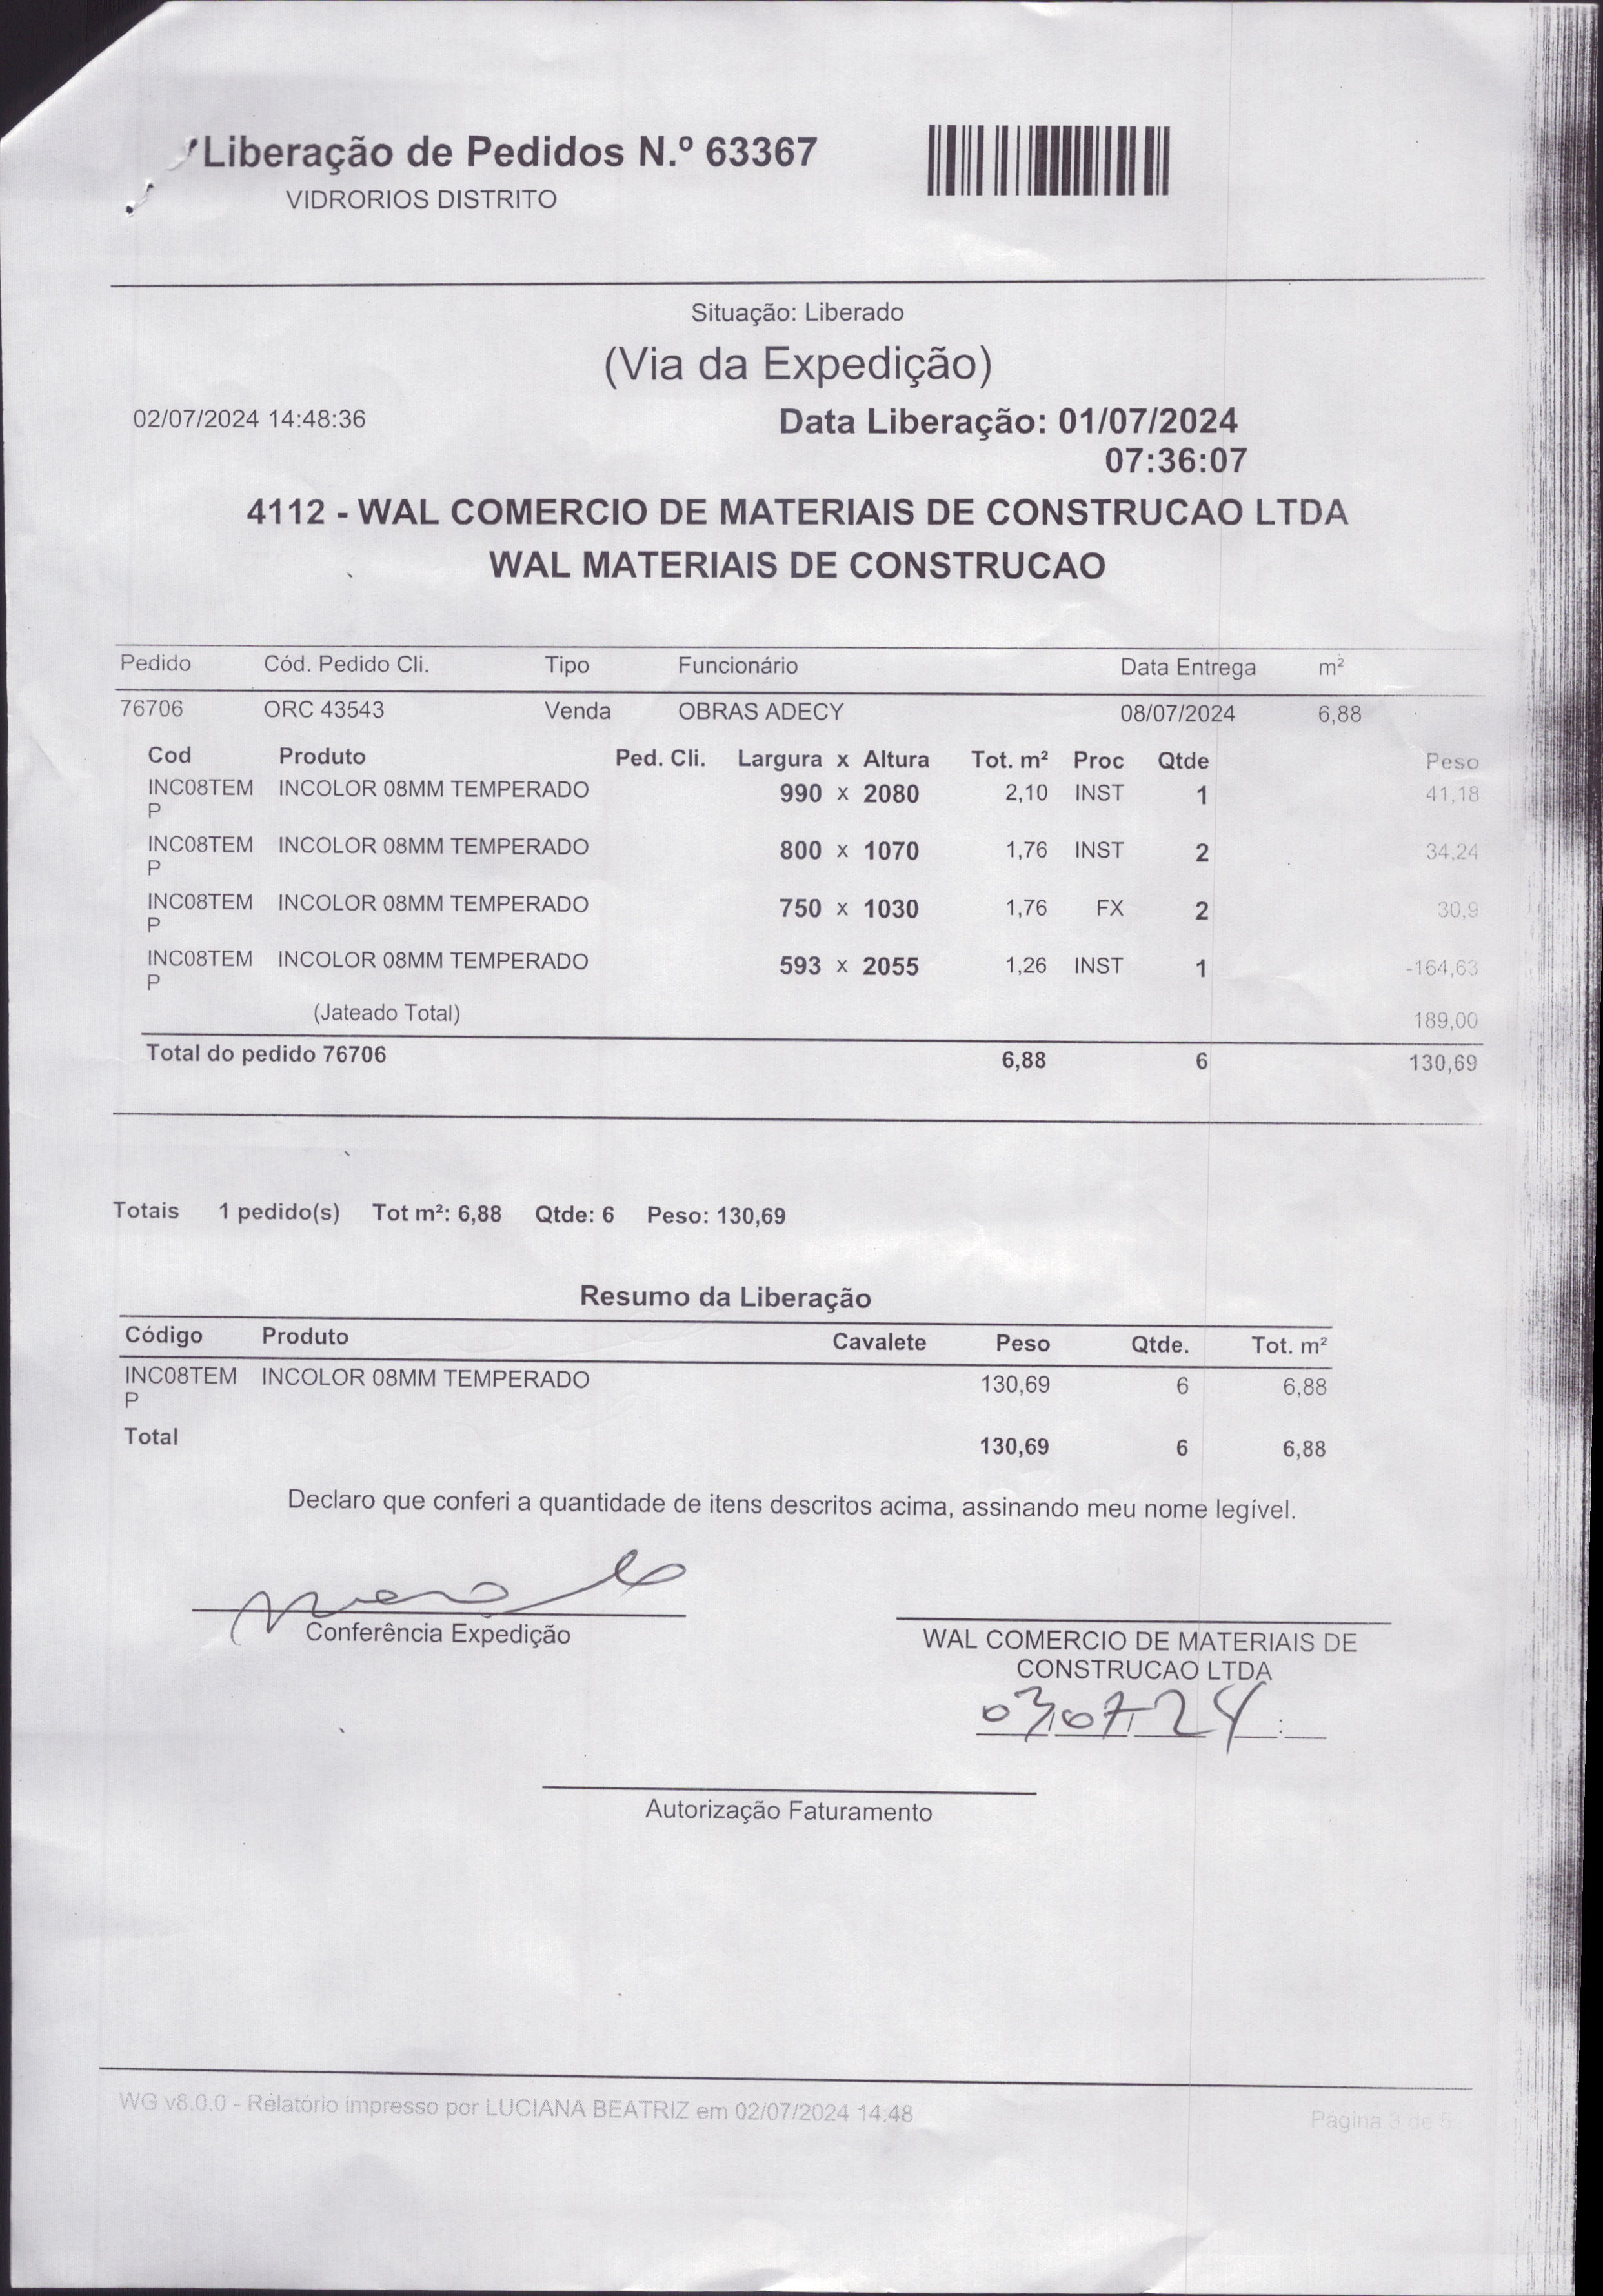 Liberação de Pedidos N.º 63367
VIDRORIOS DISTRITO
Situação: Liberado
(Via da Expedição)
02/07/2024 14:48:36 Data Liberação: 01/07/2024
07:36:07
4112 - WAL COMERCIO DE MATERIAIS DE CONSTRUCAO LTDA
WAL MATERIAIS DE CONSTRUCAO
Pedido Cód. Pedido Cli. Tipo Funcionário Data Entrega m²
76706 ORC 43543 Venda OBRAS ADECY 08/07/2024 6,88
Cod Produto Ped. Cli. Largura x Altura Tot. m² Proc Qtde Peso
INC08TEM INCOLOR 08MM TEMPERADO 990 x 2080 2,10 INST 1 41,18
P
INC08TEM INCOLOR 08MM TEMPERADO 800 x 1070 1,76 INST 2 34,24
P
INC08TEM INCOLOR 08MM TEMPERADO 750 x 1030 1,76 FX 2 30,9
P
INC08TEM INCOLOR 08MM TEMPERADO 593 x 2055 1,26 INST 1 -164,63
P
(Jateado Total) 189,00
Total do pedido 76706 6,88 6 130,69
Totais 1 pedido(s) Tot m²: 6,88 Qtde: 6 Peso: 130,69
Resumo da Liberação
Código Produto Cavalete Peso Qtde. Tot. m²
INC08TEM INCOLOR 08MM TEMPERADO 130,69 6 6,88
P
Total 130,69 6 6,88
Declaro que conferi a quantidade de itens descritos acima, assinando meu nome legível.
Conferência Expedição
WAL COMERCIO DE MATERIAIS DE
CONSTRUCAO LTDA
03/07/24 :
Autorização Faturamento
WG v8.0.0 - Relatório impresso por LUCIANA BEATRIZ em 02/07/2024 14:48
Página 3 de 5